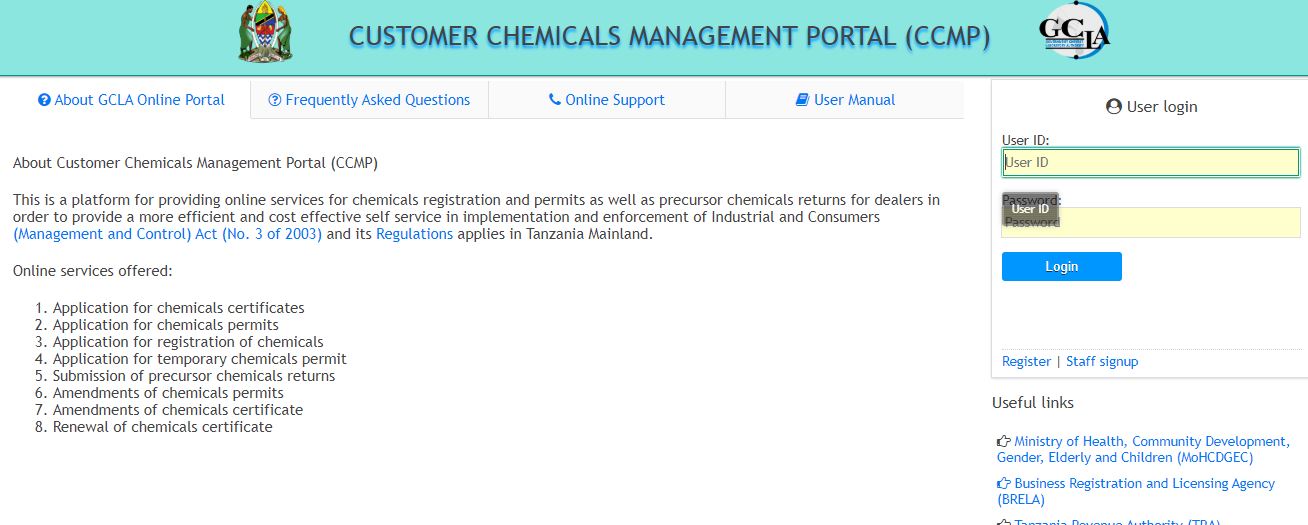 CUSTOMER CHEMICALS MANAGEMENT PORTAL (CCMP)
GCLA
About GCLA Online Portal
Frequently Asked Questions
Online Support
User Manual
About Customer Chemicals Management Portal (CCMP)
This is a platform for providing online services for chemicals registration and permits as well as precursor chemicals returns for dealers in
order to provide a more efficient and cost effective self service in implementation and enforcement of Industrial and Consumers
(Management and Control) Act (No. 3 of 2003) and its Regulations applies in Tanzania Mainland.
Online services offered:
1. Application for chemicals certificates
2. Application for chemicals permits
3. Application for registration of chemicals
4. Application for temporary chemicals permit
5. Submission of precursor chemicals returns
6. Amendments of chemicals permits
7. Amendments of chemicals certificate
8. Renewal of chemicals certificate
User login
User ID:
User ID
Password:
User ID
Password
Login
Register | Staff signup
Useful links
Ministry of Health, Community Development,
Gender, Elderly and Children (MoHCDGEC)
Business Registration and Licensing Agency
(BRELA)
Tanzania Revenue Authority (TRA)